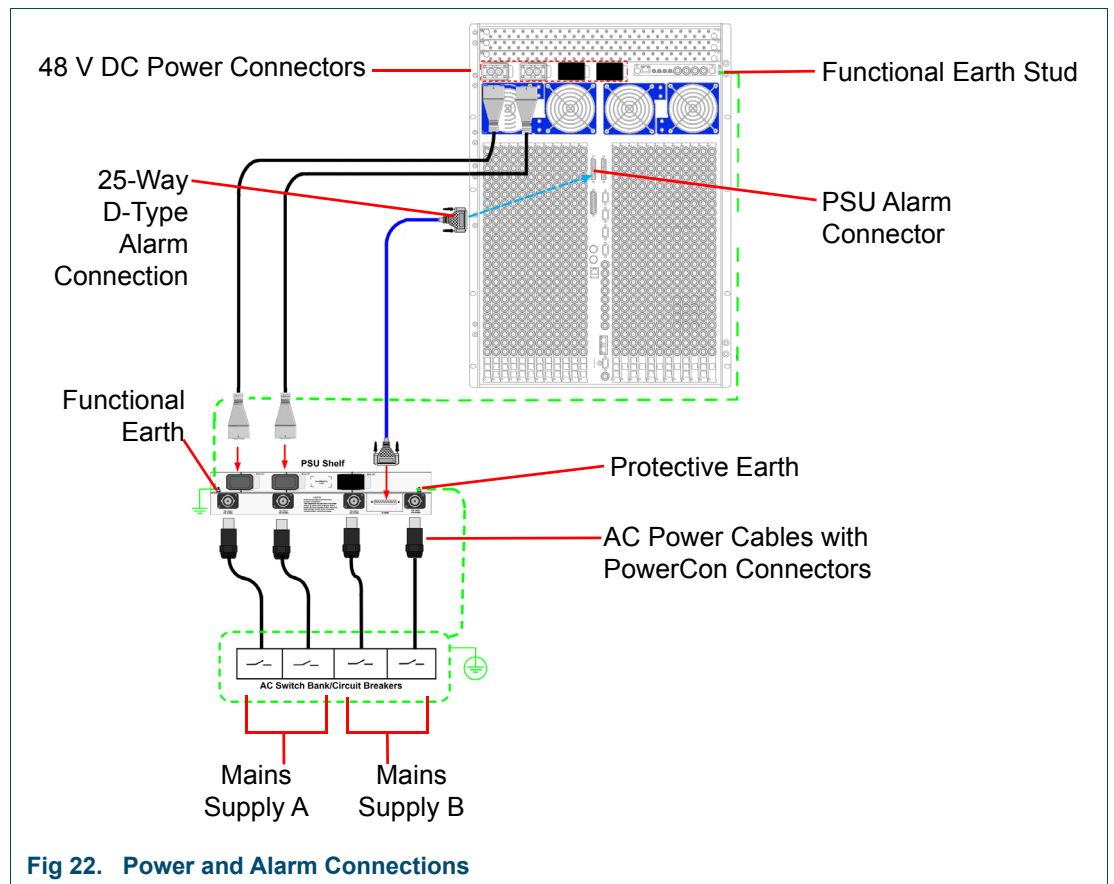 48 V DC Power Connectors
Functional Earth Stud
25-Way
D-Type
Alarm
Connection
PSU Alarm
Connector
Functional
Earth
PSU Shelf
Protective Earth
AC Power Cables with
PowerCon Connectors
AC Switch Bank/Circuit Breakers
Mains
Supply A
Mains
Supply B
Fig 22. Power and Alarm Connections